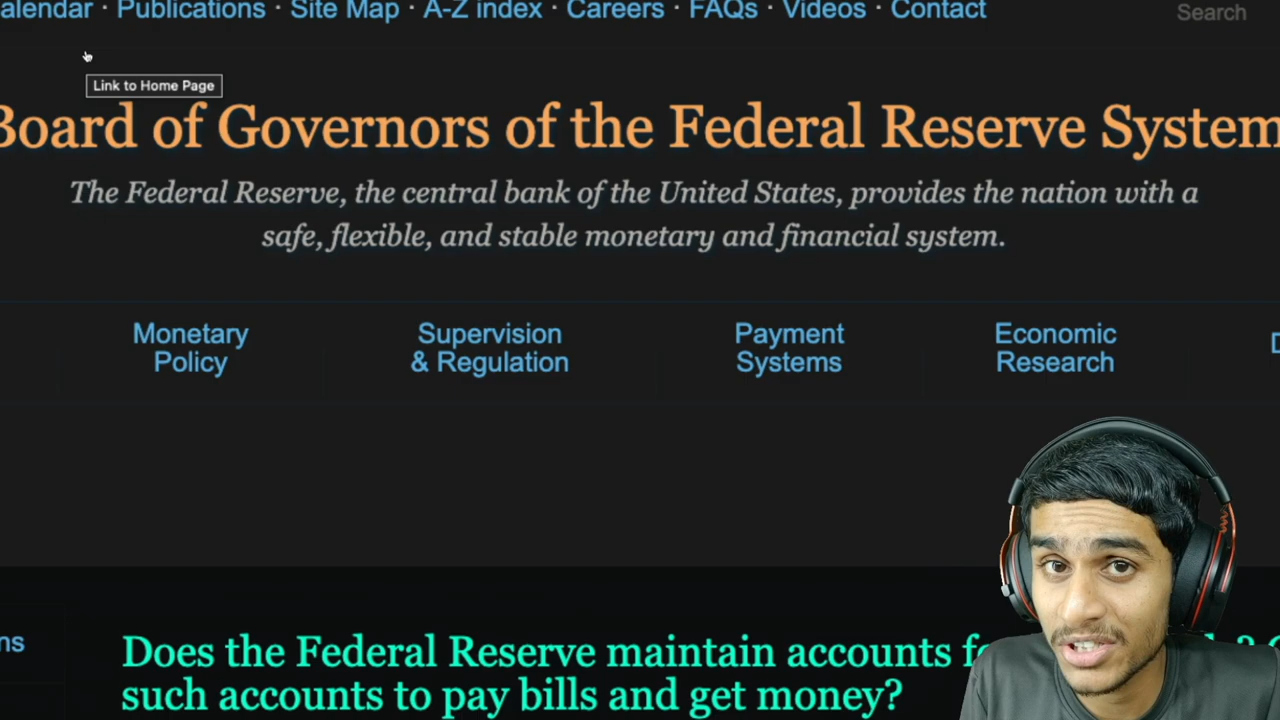 Publications · Site Map · A-Z index · Careers · FAQs · Videos · Contact
Search
Link to Home Page
Board of Governors of the Federal Reserve System
The Federal Reserve, the central bank of the United States, provides the nation with a
safe, flexible, and stable monetary and financial system.
Monetary
Policy
Supervision
& Regulation
Payment
Systems
Economic
Research
Does the Federal Reserve maintain accounts
such accounts to pay bills and get money?